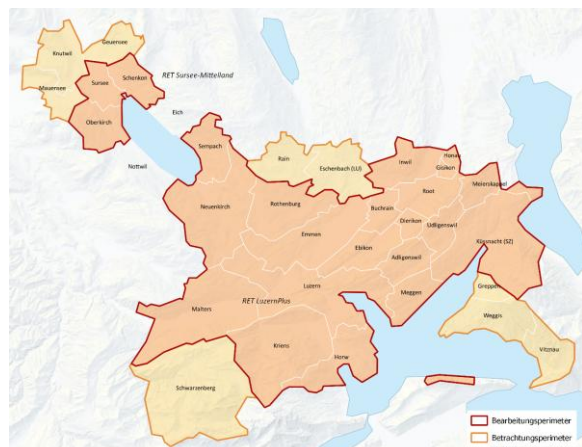 Geuensee
Knutwil
RET Sursee-Mittelland
Schenkon
Sursee
Mauensee
Eich
Oberkirch
Sempach
Nottwil
Rain
Eschenbach (LU)
Inwil
Honau
Gisikon
Meierskappel
Root
Neuenkirch
Rothenburg
Buchrain
Dierikon
Udligenswil
Emmen
Ebikon
Küssnacht (SZ)
Adligenswil
Luzern
Meggen
Greppen
RET LuzernPlus
Malters
Weggis
Kriens
Horw
Vitznau
Schwarzenberg
Bearbeitungsperimeter
Betrachtungsperimeter